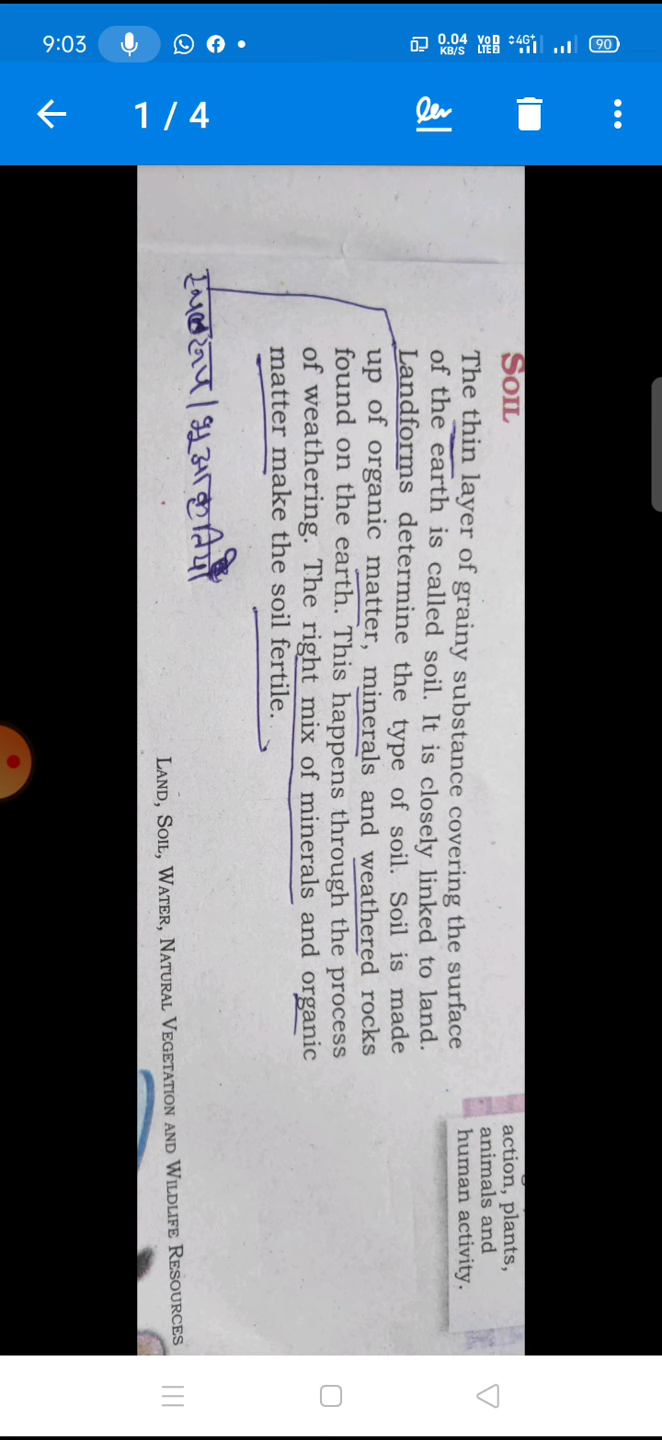 9:03
0.04 KB/S
VoD LTE2
4G+
90
1 / 4
SOIL
The thin layer of grainy substance covering the surface
of the earth is called soil. It is closely linked to land.
Landforms determine the type of soil. Soil is made
up of organic matter, minerals and weathered rocks
found on the earth. This happens through the process
of weathering. The right mix of minerals and organic
matter make the soil fertile.
action, plants,
animals and
human activity.
LAND, SOIL, WATER, NATURAL VEGETATION AND WILDLIFE RESOURCES